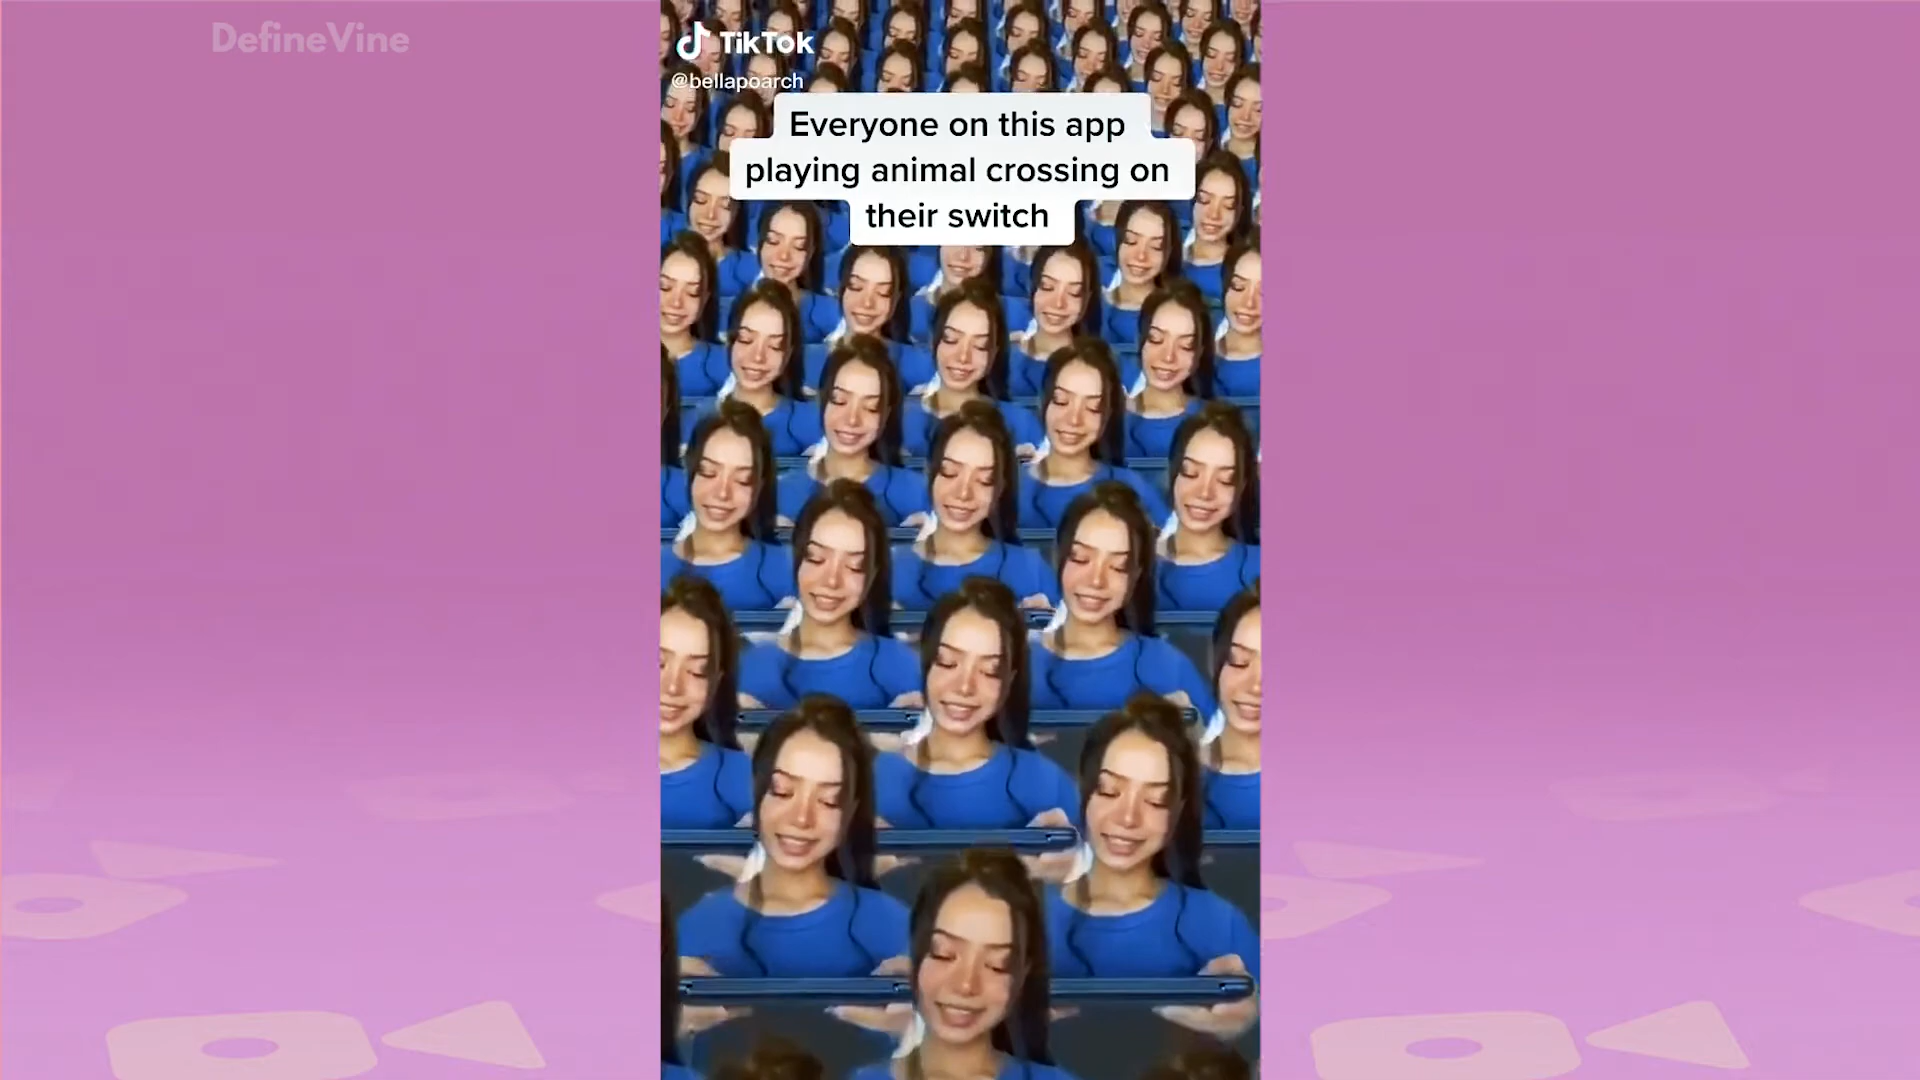 DefineVine
TikTok
@bellapoarch
Everyone on this app
playing animal crossing on
their switch